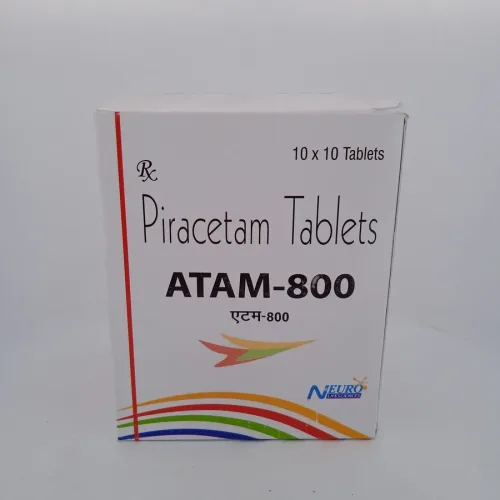 10 x 10 Tablets
Rx
Piracetam Tablets
ATAM-800
एटम-800
NEURO